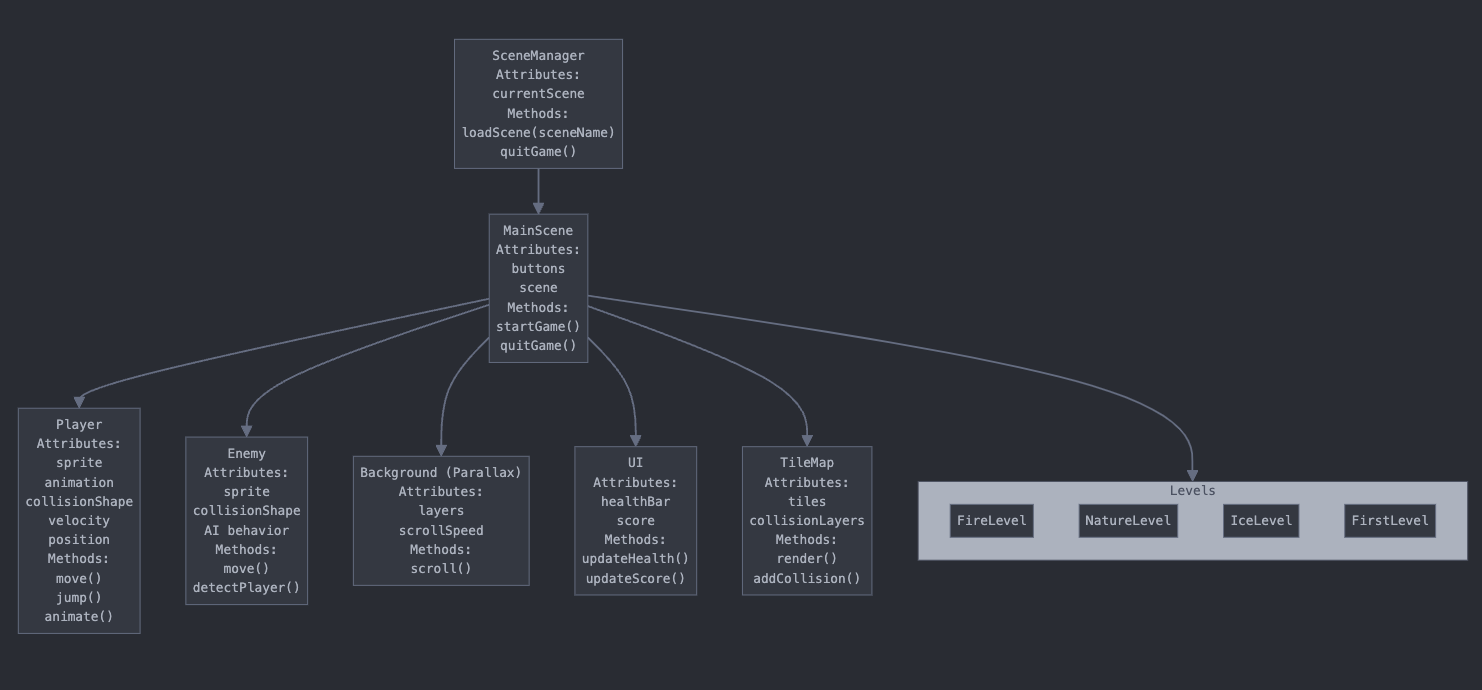 SceneManager
Attributes:
currentScene
Methods:
loadScene(sceneName)
quitGame()
MainScene
Attributes:
buttons
scene
Methods:
startGame()
quitGame()
Player
Attributes:
sprite
animation
collisionShape
velocity
position
Methods:
move()
jump()
animate()
Enemy
Attributes:
sprite
collisionShape
AI behavior
Methods:
move()
detectPlayer()
Background (Parallax)
Attributes:
layers
scrollSpeed
Methods:
scroll()
UI
Attributes:
healthBar
score
Methods:
updateHealth()
updateScore()
TileMap
Attributes:
tiles
collisionLayers
Methods:
render()
addCollision()
Levels
FireLevel
NatureLevel
IceLevel
FirstLevel